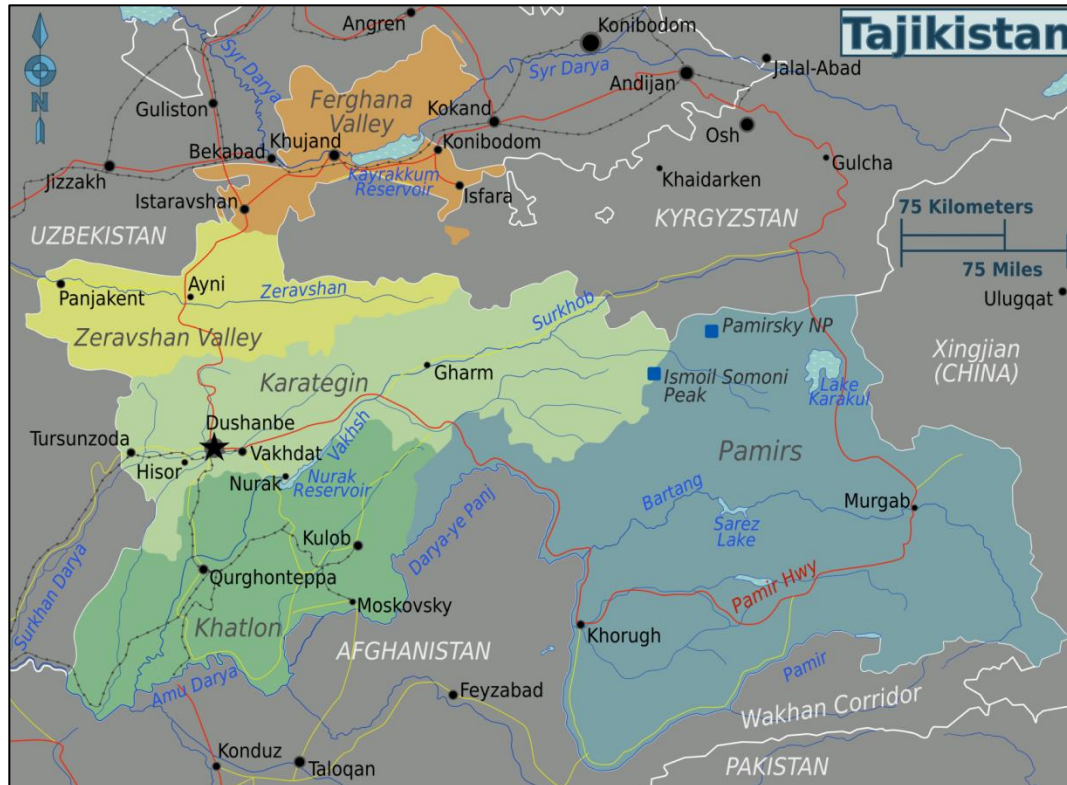 Tajikistan
N
Angren
Konibodom
Syr Darya
Syr Darya
Jalal-Abad
Andijan
Guliston
Ferghana
Valley
Kokand
Osh
Khujand
Konibodom
Bekabad
Gulcha
Jizzakh
Kayrakkum
Reservoir
Isfara
Khaidarken
Istaravshan
KYRGYZSTAN
75 Kilometers
75 Miles
UZBEKISTAN
Ayni
Panjakent
Zeravshan
Uluqqat
Surkhob
Zeravshan Valley
Pamirsky NP
Xingjian
(CHINA)
Gharm
Ismoil Somoni
Peak
Lake
Karakul
Karategin
Dushanbe
Tursunzoda
Vakhsh
Vakhdat
Pamirs
Hisor
Nurak
Nurak
Reservoir
Bartang
Murgab
Sarez
Lake
Kulob
Darya-ye Panj
Surkhan Darya
Qurghonteppa
Pamir Hwy
Moskovsky
Khatlon
Khorugh
AFGHANISTAN
Pamir
Amu Darya
Feyzabad
Wakhan Corridor
Konduz
Taloqan
PAKISTAN